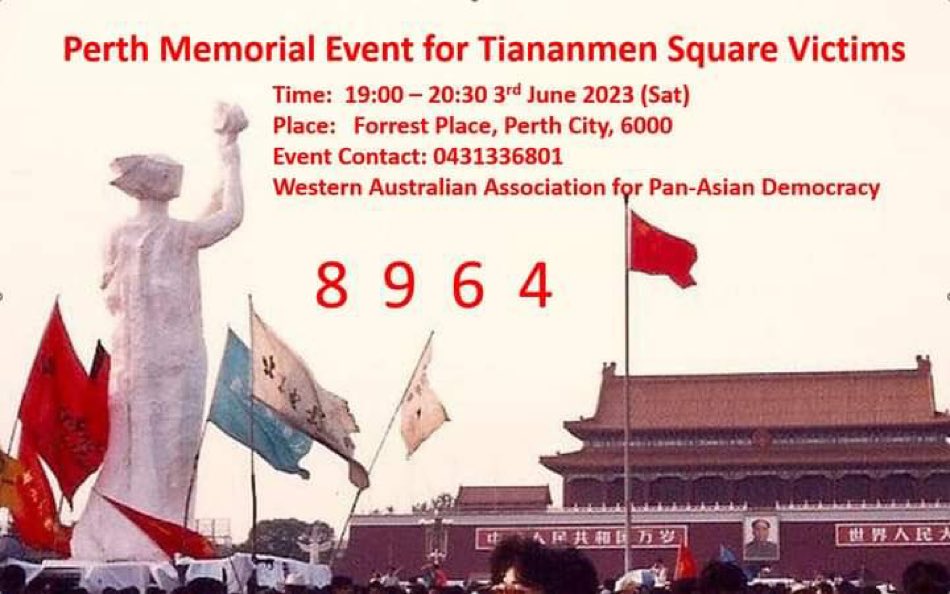 Perth Memorial Event for Tiananmen Square Victims
Time: 19:00 – 20:30 3rd June 2023 (Sat)
Place: Forrest Place, Perth City, 6000
Event Contact: 0431336801
Western Australian Association for Pan-Asian Democracy
8 9 6 4
中华人民共和国万岁
世界人民大